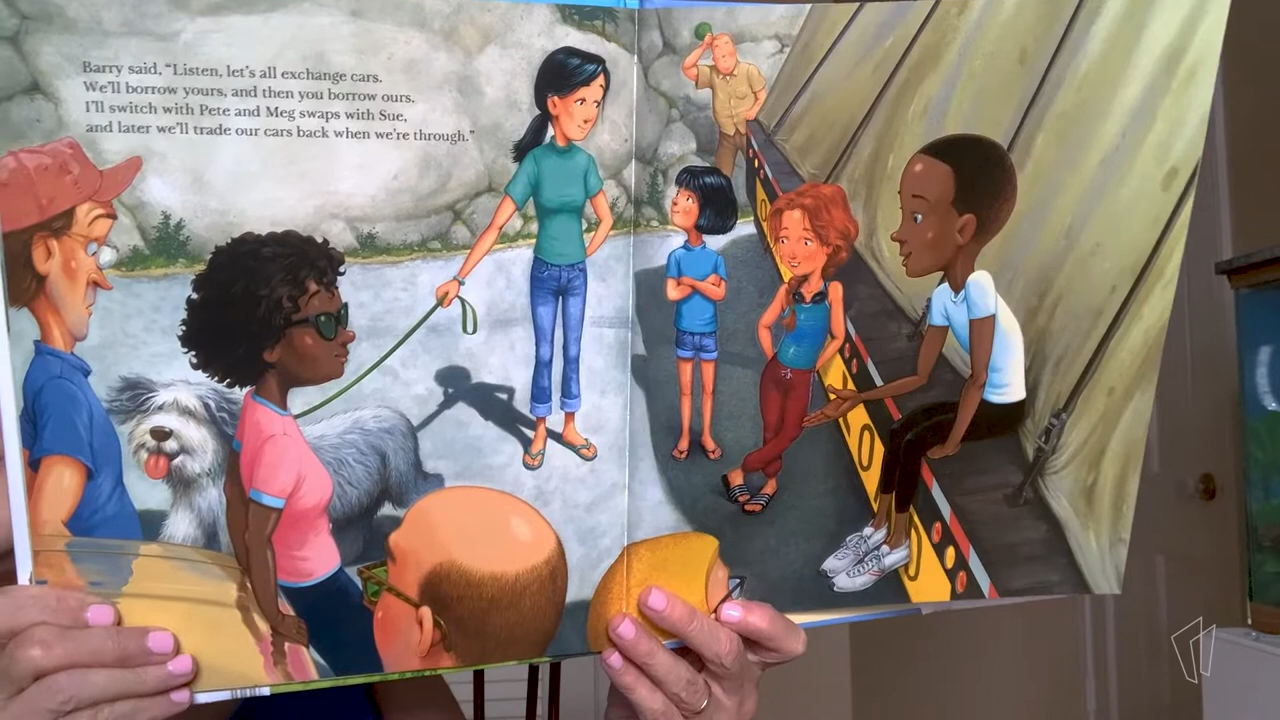 Barry said, “Listen, let’s all exchange cars.
We’ll borrow yours, and then you borrow ours.
I’ll switch with Pete and Meg swaps with Sue,
and later we’ll trade our cars back when we’re through.”